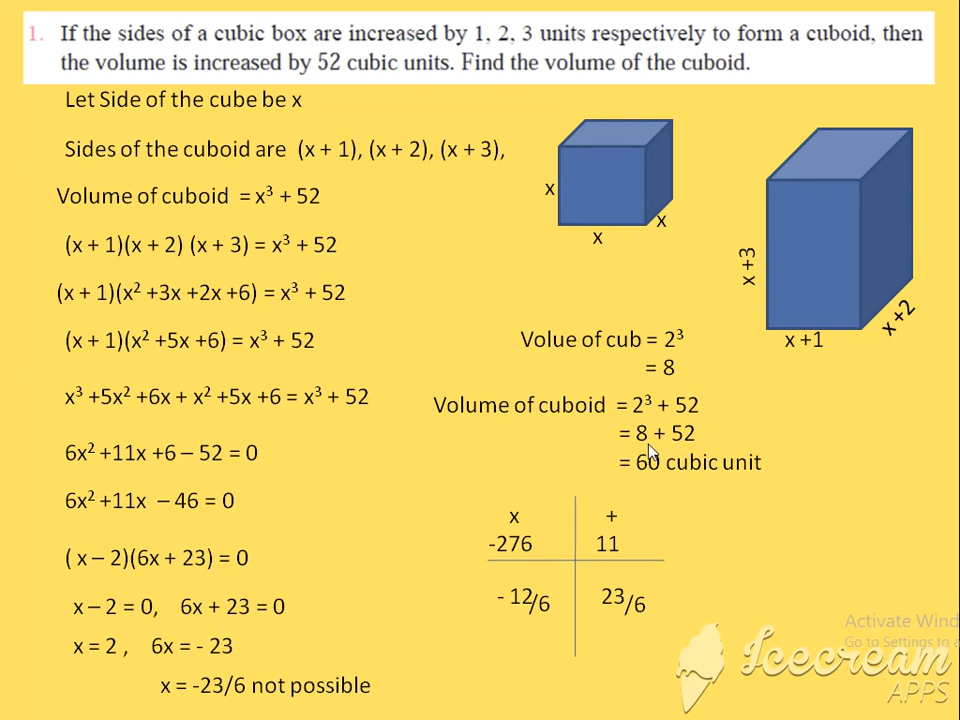 1. If the sides of a cubic box are increased by 1, 2, 3 units respectively to form a cuboid, then
the volume is increased by 52 cubic units. Find the volume of the cuboid.
Let Side of the cube be x
Sides of the cuboid are (x + 1), (x + 2), (x + 3),
Volume of cuboid = x³ + 52
(x + 1)(x + 2) (x + 3) = x³ + 52
(x + 1)(x² +3x +2x +6) = x³ + 52
(x + 1)(x² +5x +6) = x³ + 52
x³ +5x² +6x + x² +5x +6 = x³ + 52
6x² +11x +6 – 52 = 0
6x² +11x – 46 = 0
( x – 2)(6x + 23) = 0
x – 2 = 0, 6x + 23 = 0
x = 2 , 6x = - 23
x = -23/6 not possible
x
x
x
x +3
x +2
x +1
Volue of cub = 2³
= 8
Volume of cuboid = 2³ + 52
= 8 + 52
= 60 cubic unit
x +
-276 11
- 12/6 23/6
Activate Wind
Go to Settings to a
Icecream
APPS